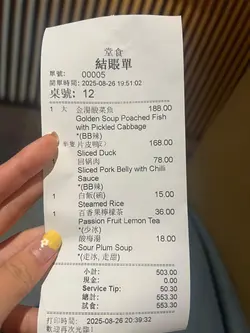 堂食
結賬單
單號: 00005
開單時間: 2025-08-26 19:51:02
桌號: 12
1 大 金湯酸菜魚 168.00
Golden Soup Poached Fish
with Pickled Cabbage
*(BB辣)
片皮鴨 188.00
Sliced Duck
回鍋肉 78.00
Sliced Pork Belly with Chilli
Sauce
*(BB辣)
1 白飯(碗) 15.00
Steamed Rice
1 百香果檸檬茶 36.00
Passion Fruit Lemon Tea
*(少冰)
酸梅湯 18.00
Sour Plum Soup
*(走冰, 走甜)
小計: 503.00
現金: 0.00
Service Tip: 50.30
總計: 553.30
試食: 553.30
打印時間: 2025-08-26 20:39:32
歡迎再次光臨!